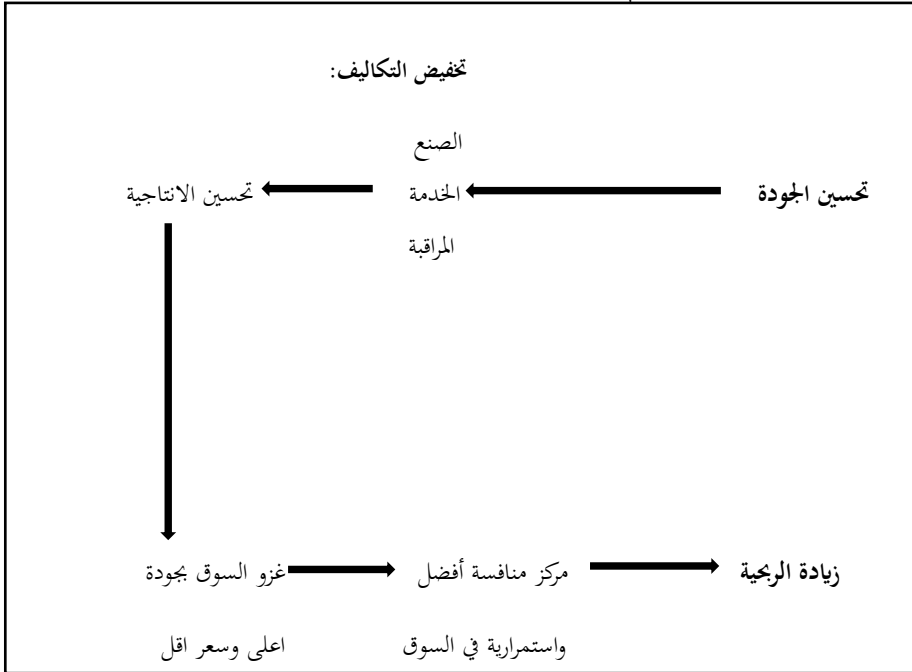 تخفيض التكاليف:
الصنع
تحسين الجودة
الخدمة
تحسين الانتاجية
المراقبة
غزو السوق بجودة
اعلى وسعر اقل
مركز منافسة أفضل
واستمرارية في السوق
زيادة الربحية